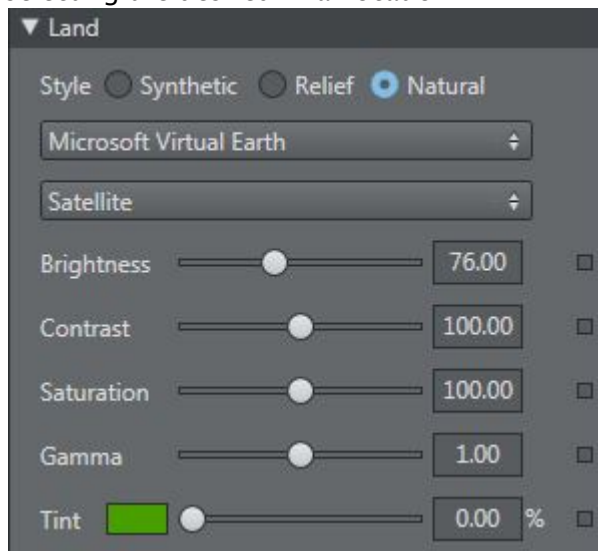 ▼ Land
Style Synthetic Relief Natural
Microsoft Virtual Earth
Satellite
Brightness 76.00
Contrast 100.00
Saturation 100.00
Gamma 1.00
Tint 0.00 %